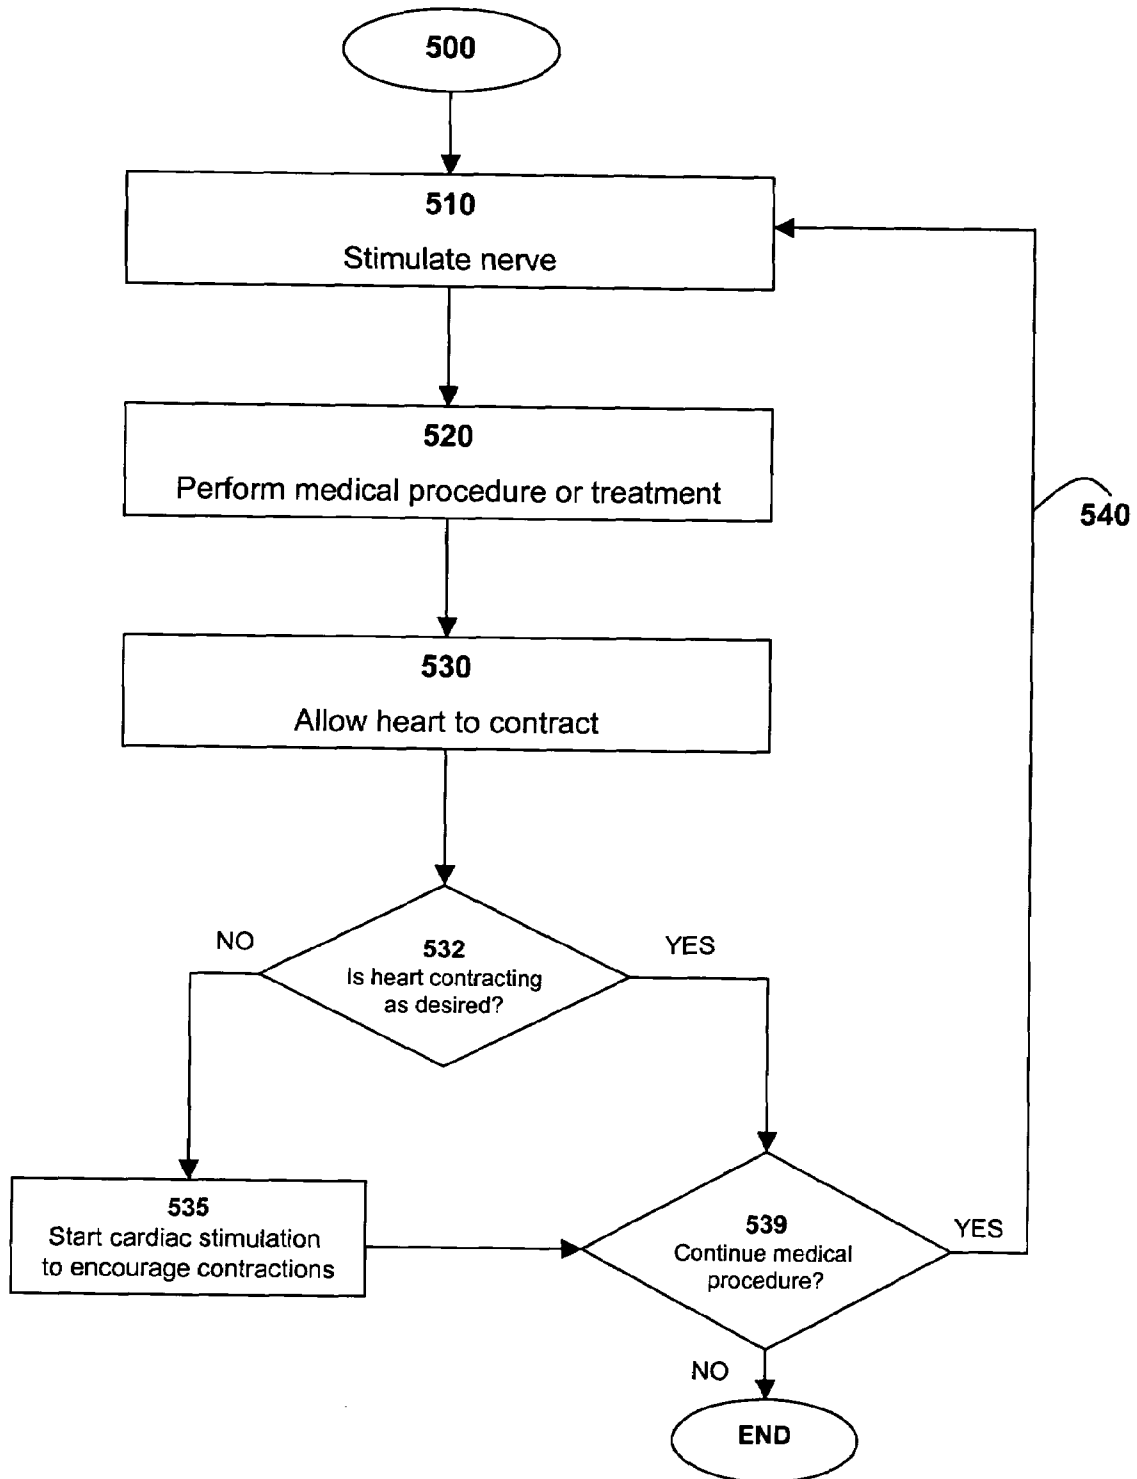 500
510
Stimulate nerve
520
Perform medical procedure or treatment
540
530
Allow heart to contract
NO
532
Is heart contracting
as desired?
YES
535
Start cardiac stimulation
to encourage contractions
539
Continue medical
procedure?
YES
NO
END